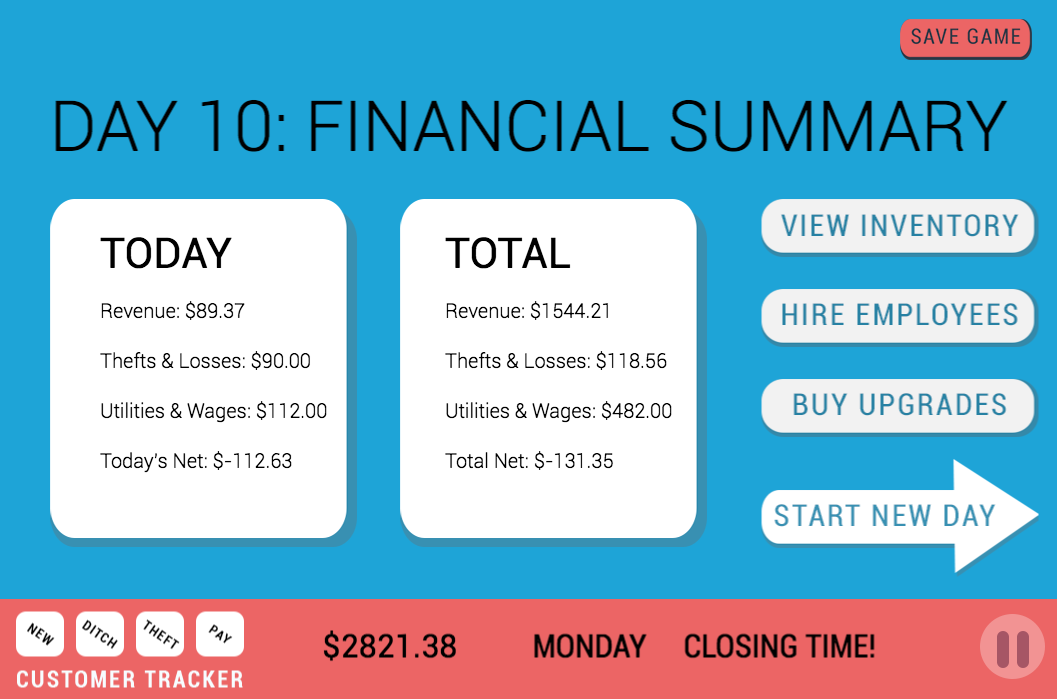 SAVE GAME
DAY 10: FINANCIAL SUMMARY
TODAY
Revenue: $89.37
Thefts & Losses: $90.00
Utilities & Wages: $112.00
Today's Net: $-112.63
TOTAL
Revenue: $1544.21
Thefts & Losses: $118.56
Utilities & Wages: $482.00
Total Net: $-131.35
VIEW INVENTORY
HIRE EMPLOYEES
BUY UPGRADES
START NEW DAY
NEW
DITCH
THEFT
PAY
CUSTOMER TRACKER
$2821.38
MONDAY
CLOSING TIME!